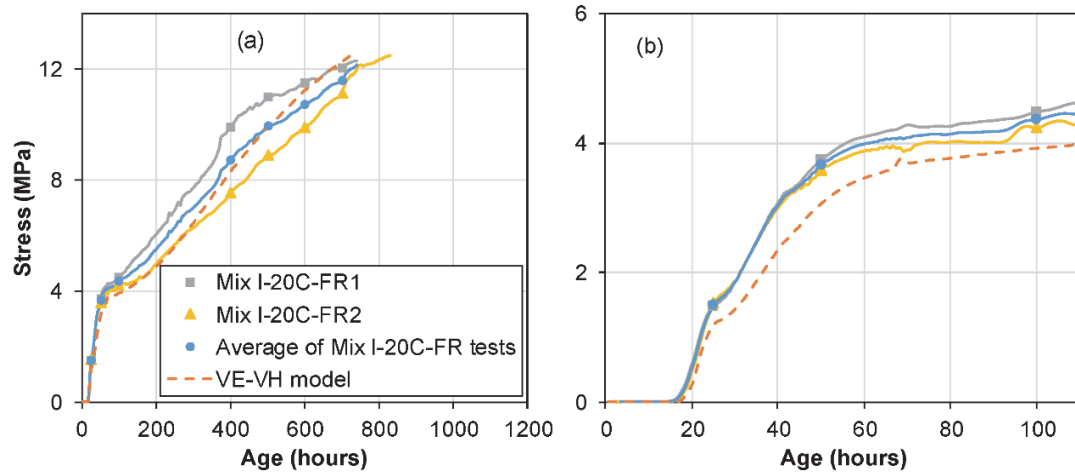 (a)
Stress (MPa)
12
8
4
0
Mix I-20C-FR1
Mix I-20C-FR2
Average of Mix I-20C-FR tests
VE-VH model
0 200 400 600 800 1000 1200
Age (hours)
(b)
6
4
2
0
0 20 40 60 80 100
Age (hours)